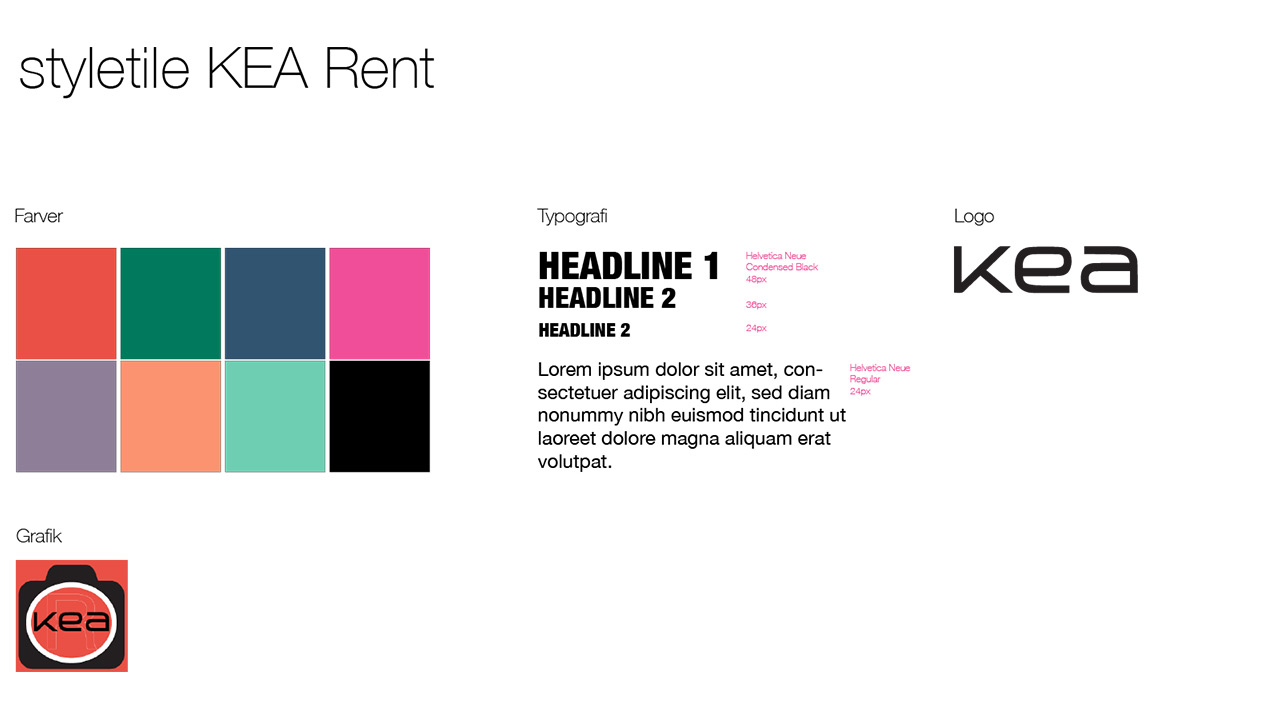 styletile KEA Rent
Farver
Typografi
Logo
HEADLINE 1
HEADLINE 2
HEADLINE 2
Helvetica Neue
Condensed Black
48px
36px
24px
kea
Lorem ipsum dolor sit amet, con-
sectetuer adipiscing elit, sed diam
nonummy nibh euismod tincidunt ut
laoreet dolore magna aliquam erat
volutpat.
Helvetica Neue
Regular
24px
Grafik
R
kea